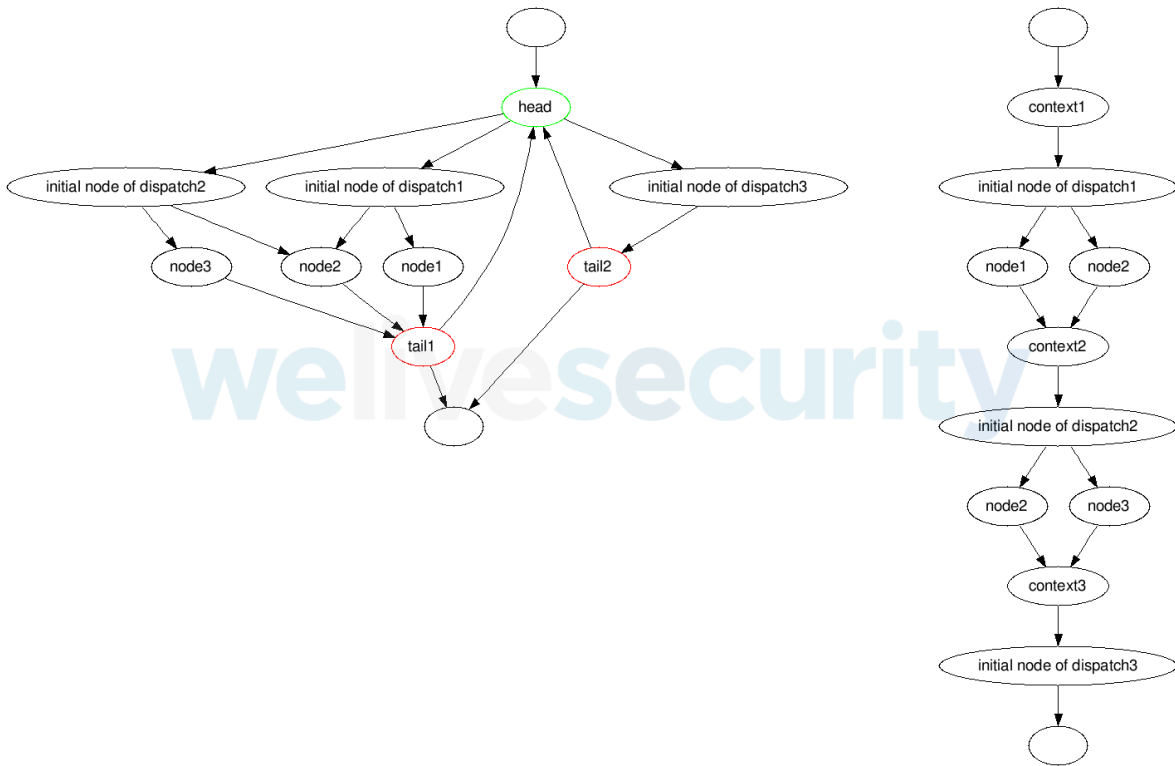 head
initial node of dispatch2
initial node of dispatch1
initial node of dispatch3
node3
node2
node1
tail2
tail1
context1
initial node of dispatch1
node1
node2
context2
initial node of dispatch2
node2
node3
context3
initial node of dispatch3
welivesecurity